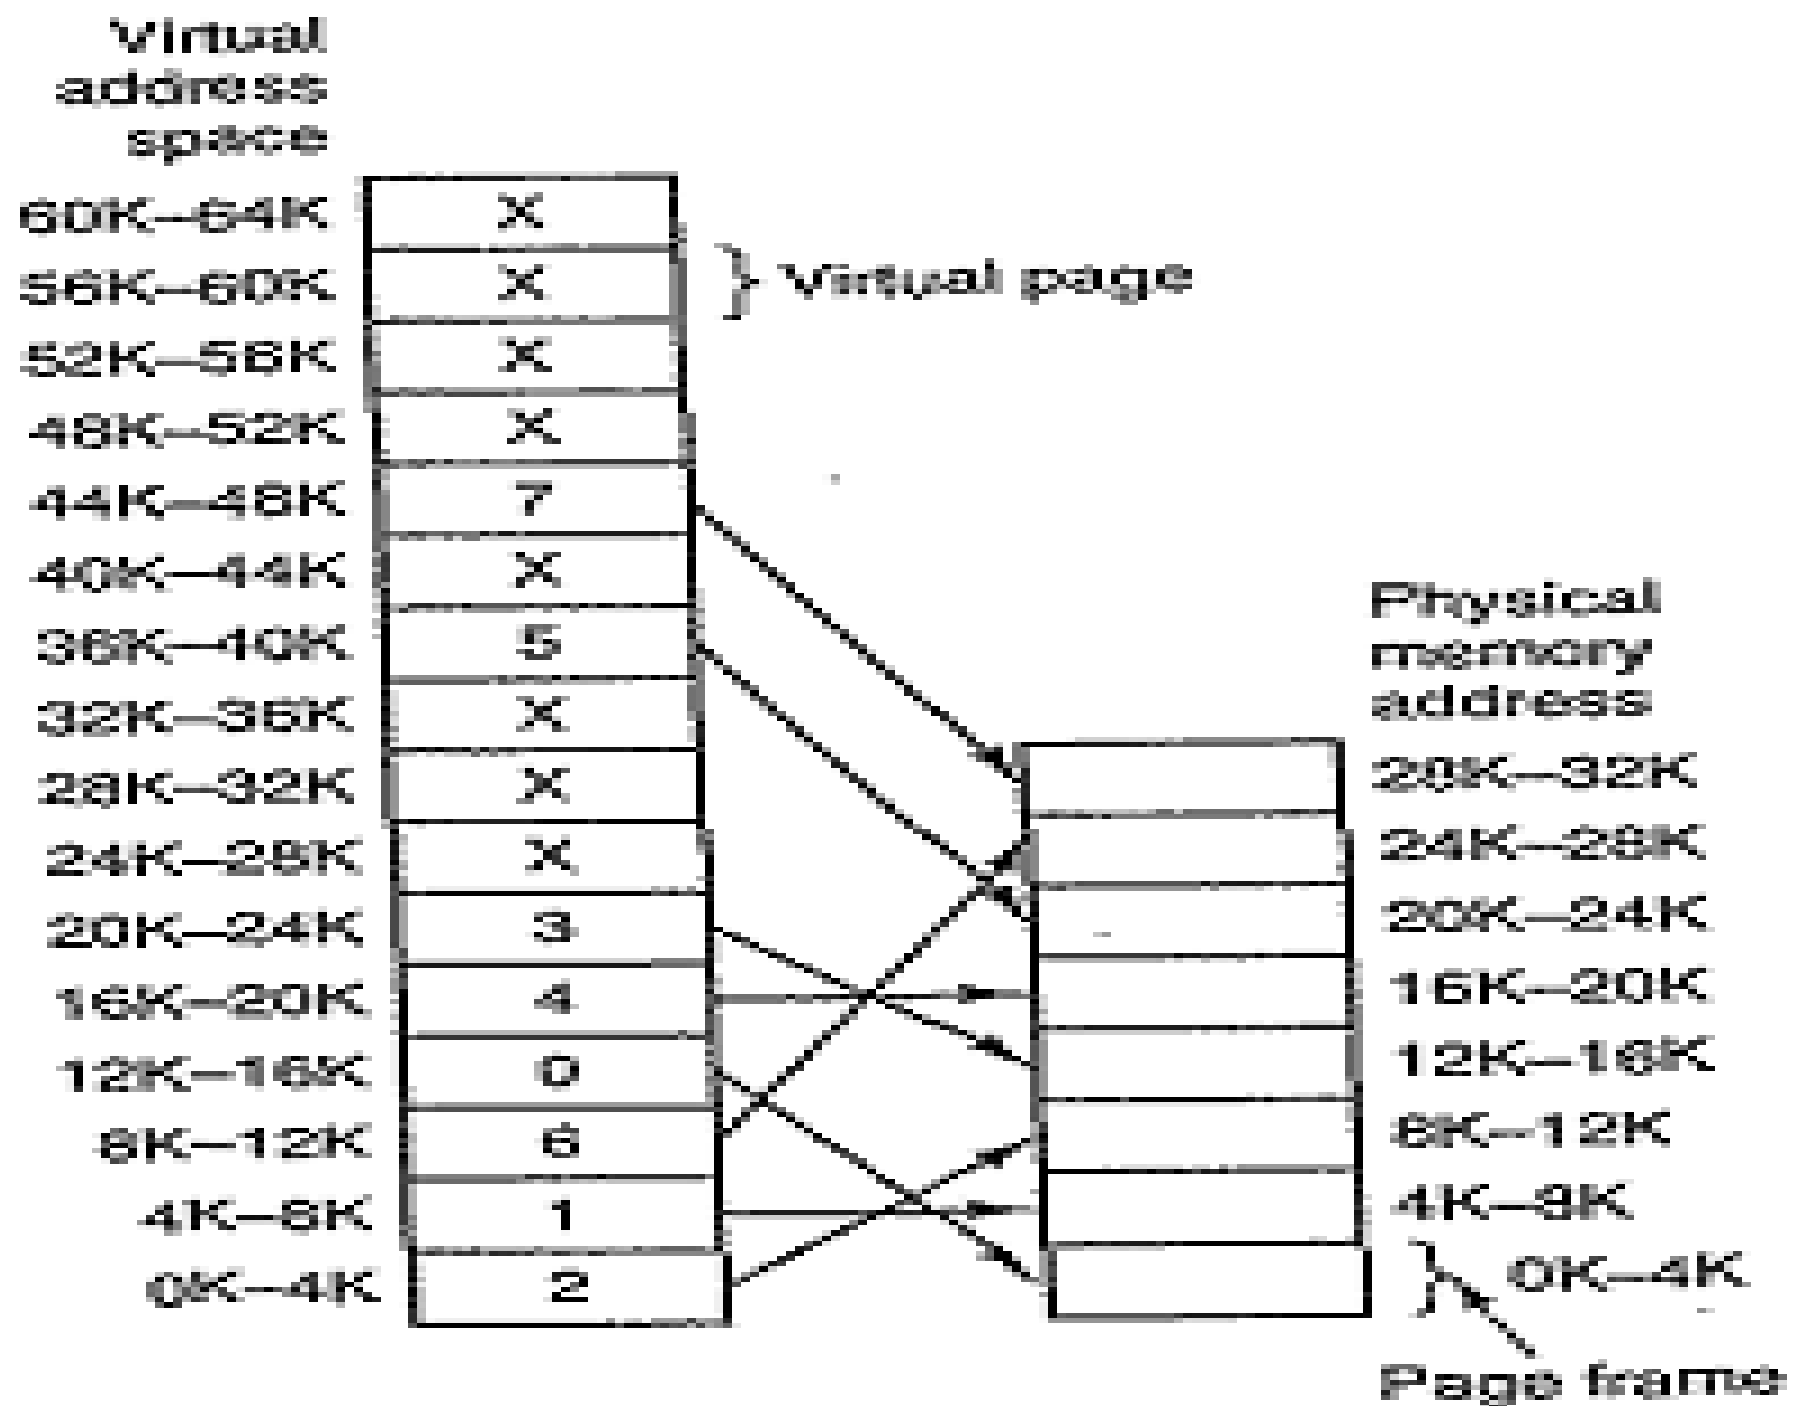 Virtual
address
space
60K–64K X
56K–60K X Virtual page
52K–56K X
48K–52K X
44K–48K 7
40K–44K X
36K–40K 5
32K–36K X
28K–32K X
24K–28K X
20K–24K 3
16K–20K 4
12K–16K 0
8K–12K 6
4K–8K 1
0K–4K 2
Physical
memory
address
28K–32K
24K–28K
20K–24K
16K–20K
12K–16K
8K–12K
4K–8K
0K–4K
Page frame